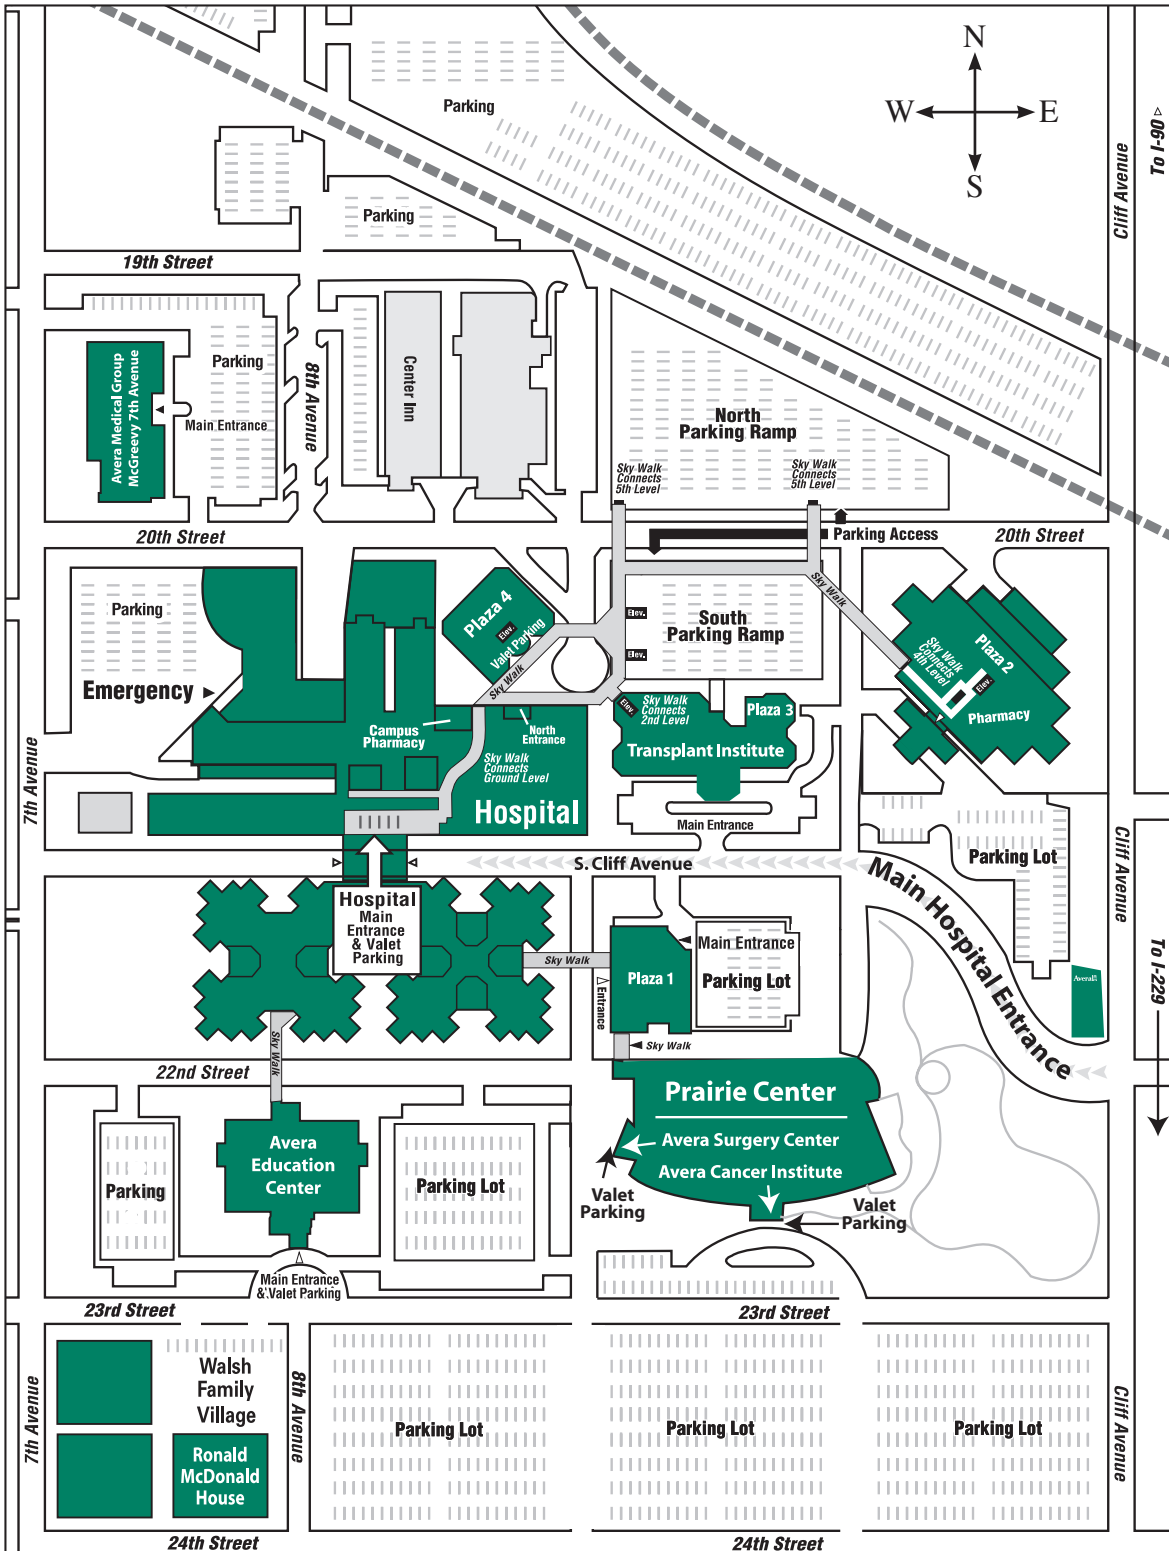 N
W
E
S
To I-90
Cliff Avenue
Parking
Parking
19th Street
Parking
Avera Medical Group
McGreevy 7th Avenue
Main Entrance
8th Avenue
Center Inn
North
Parking Ramp
Sky Walk
Connects
5th Level
Sky Walk
Connects
5th Level
20th Street
Parking Access
20th Street
Parking
Emergency
7th Avenue
Plaza 4
Elev.
Valet Parking
Sky Walk
Elev.
Elev.
South
Parking Ramp
Sky Walk
Sky Walk
Connects
4th Level
Plaza 2
Elev.
Pharmacy
Campus
Pharmacy
North
Entrance
Sky Walk
Connects
Ground Level
Hospital
Elev.
Sky Walk
Connects
2nd Level
Plaza 3
Transplant Institute
Main Entrance
S. Cliff Avenue
Main Hospital Entrance
Parking Lot
Cliff Avenue
To I-229
Hospital
Main
Entrance
& Valet
Parking
Sky Walk
Plaza 1
Entrance
Main Entrance
Parking Lot
Sky Walk
Sky Walk
22nd Street
Prairie Center
Avera Surgery Center
Avera Cancer Institute
Valet
Parking
Valet
Parking
Parking
Avera
Education
Center
Parking Lot
Main Entrance
& Valet Parking
23rd Street
23rd Street
7th Avenue
Walsh
Family
Village
Ronald
McDonald
House
8th Avenue
Parking Lot
Parking Lot
Parking Lot
Cliff Avenue
24th Street
24th Street